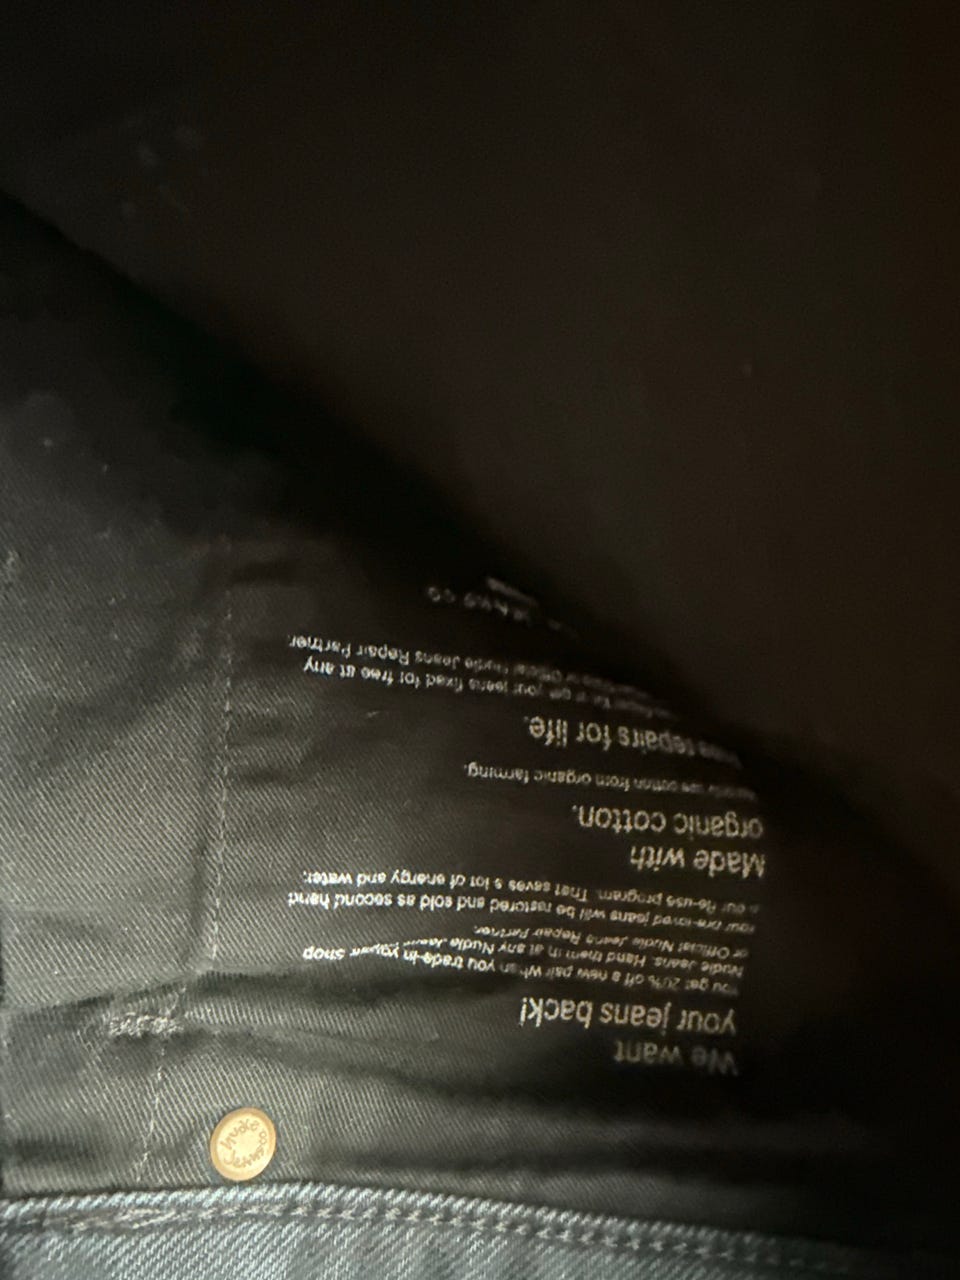 We want
your jeans back!
You get 20% off a new pair when you trade-in your
Nudie Jeans. Hand them in at any Nudie Jeans Shop
or Official Nudie Jeans Repair Partner.
your pre-loved jeans will be restored and sold as second hand
our Re-use program. That saves a lot of energy and water.
Made with
organic cotton.
use cotton from organic farming.
repairs for life.
your jeans fixed for free at any
Nudie Jeans Repair Partner.
nudie
Jeans co